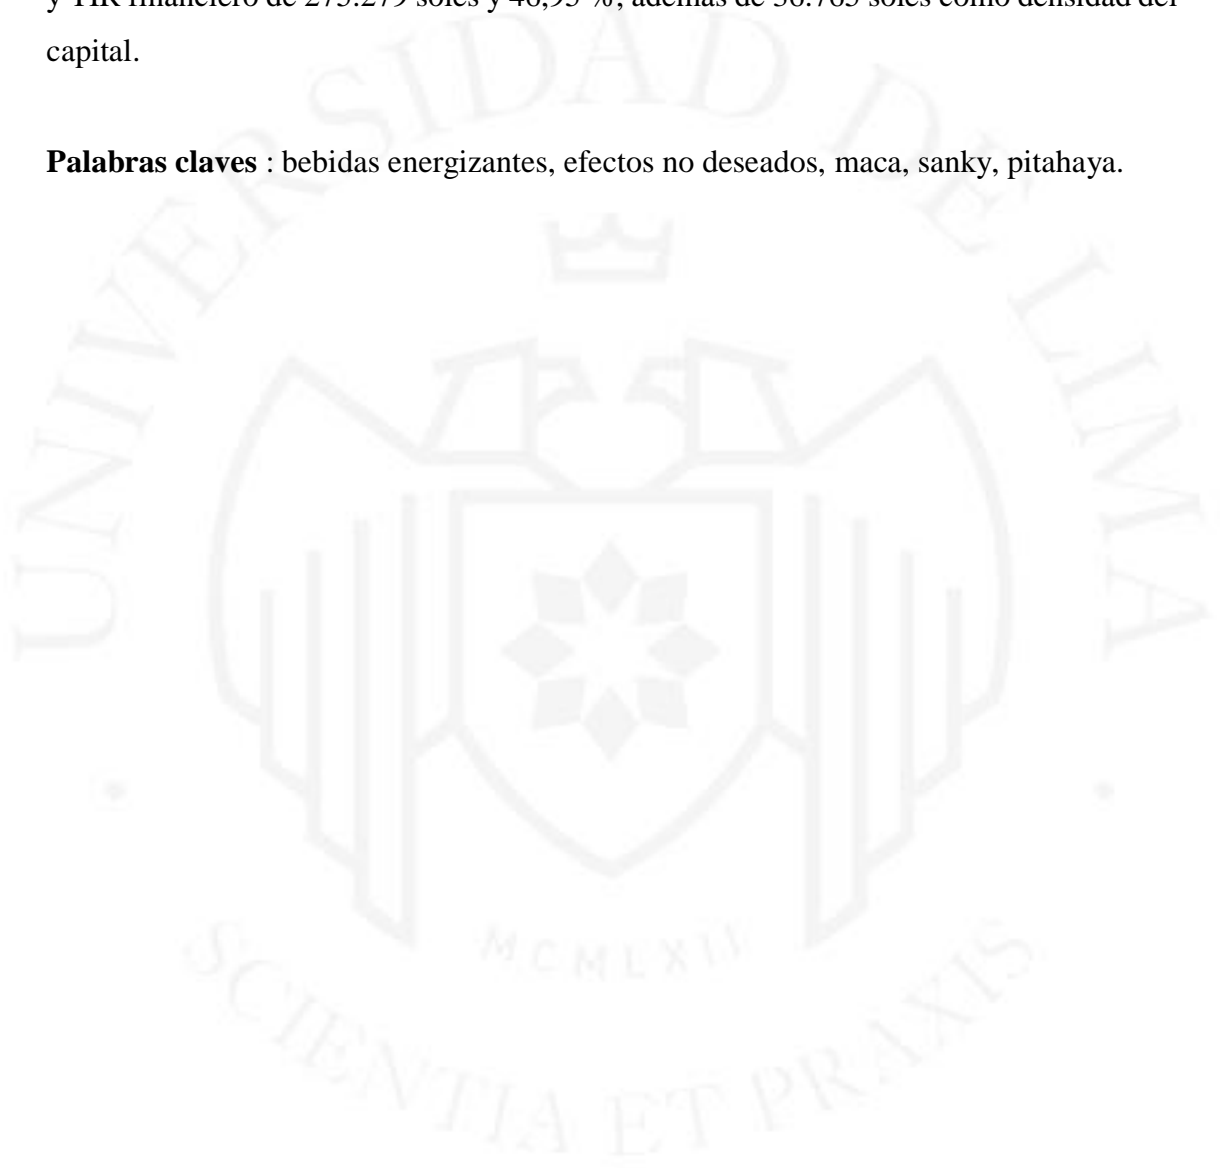 capital.
Palabras claves : bebidas energizantes, efectos no deseados, maca, sanky, pitahaya.
UNIVERSIDAD DE LIMA
MCMLXII
SCIENTIA ET PRAXIS